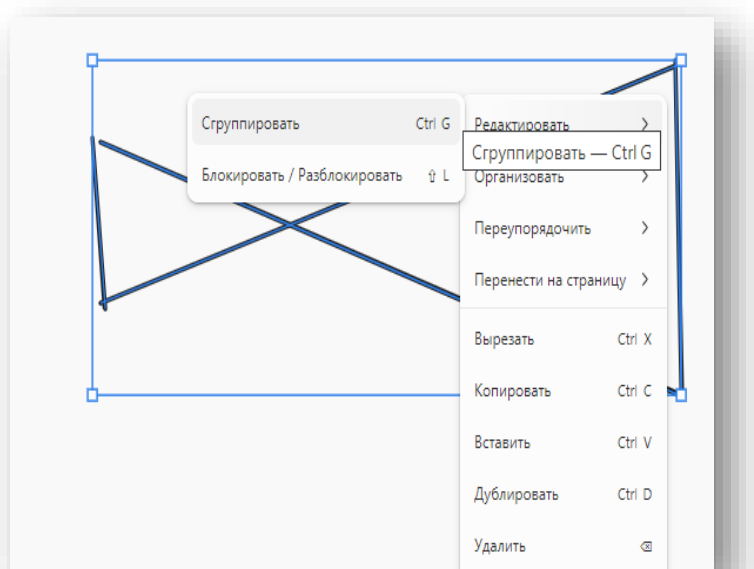 Сгруппировать Ctrl G
Блокировать / Разблокировать ⇧ L
Редактировать >
Сгруппировать — Ctrl G
Организовать >
Переупорядочить >
Перенести на страницу >
Вырезать Ctrl X
Копировать Ctrl C
Вставить Ctrl V
Дублировать Ctrl D
Удалить ⌫